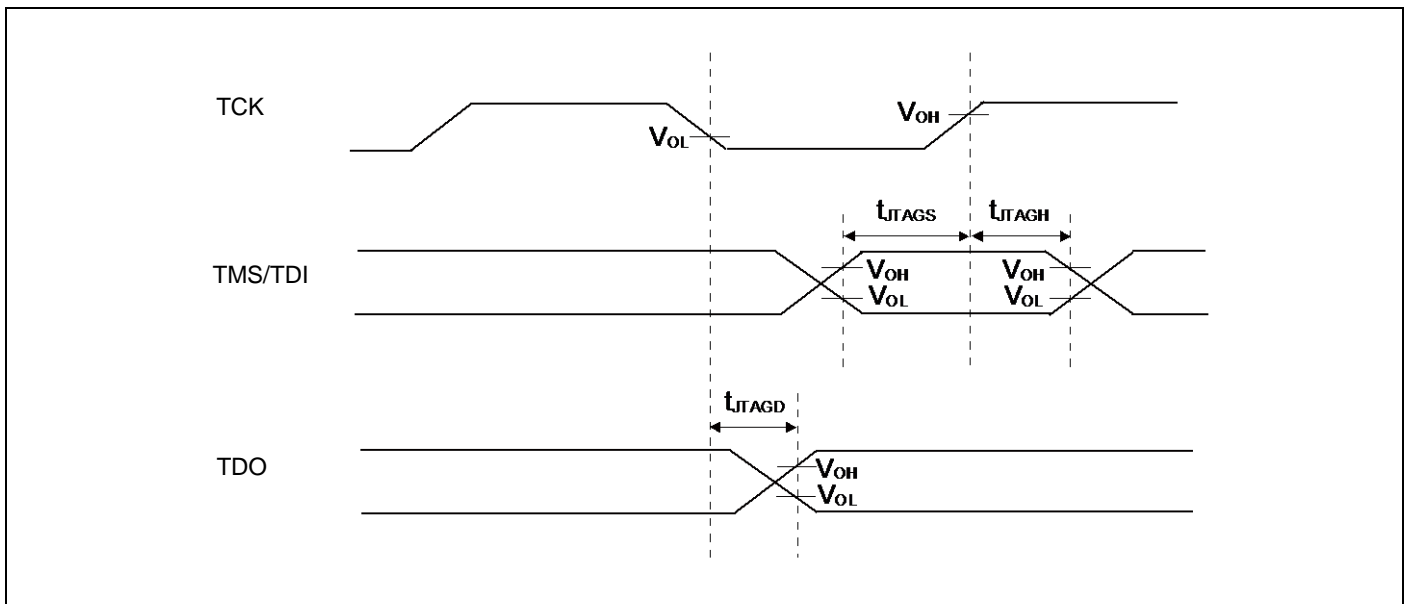 TCK
VOH
VOL
tJTAGS tJTAGH
TMS/TDI
VOH VOH
VOL VOL
tJTAGD
TDO
VOH
VOL